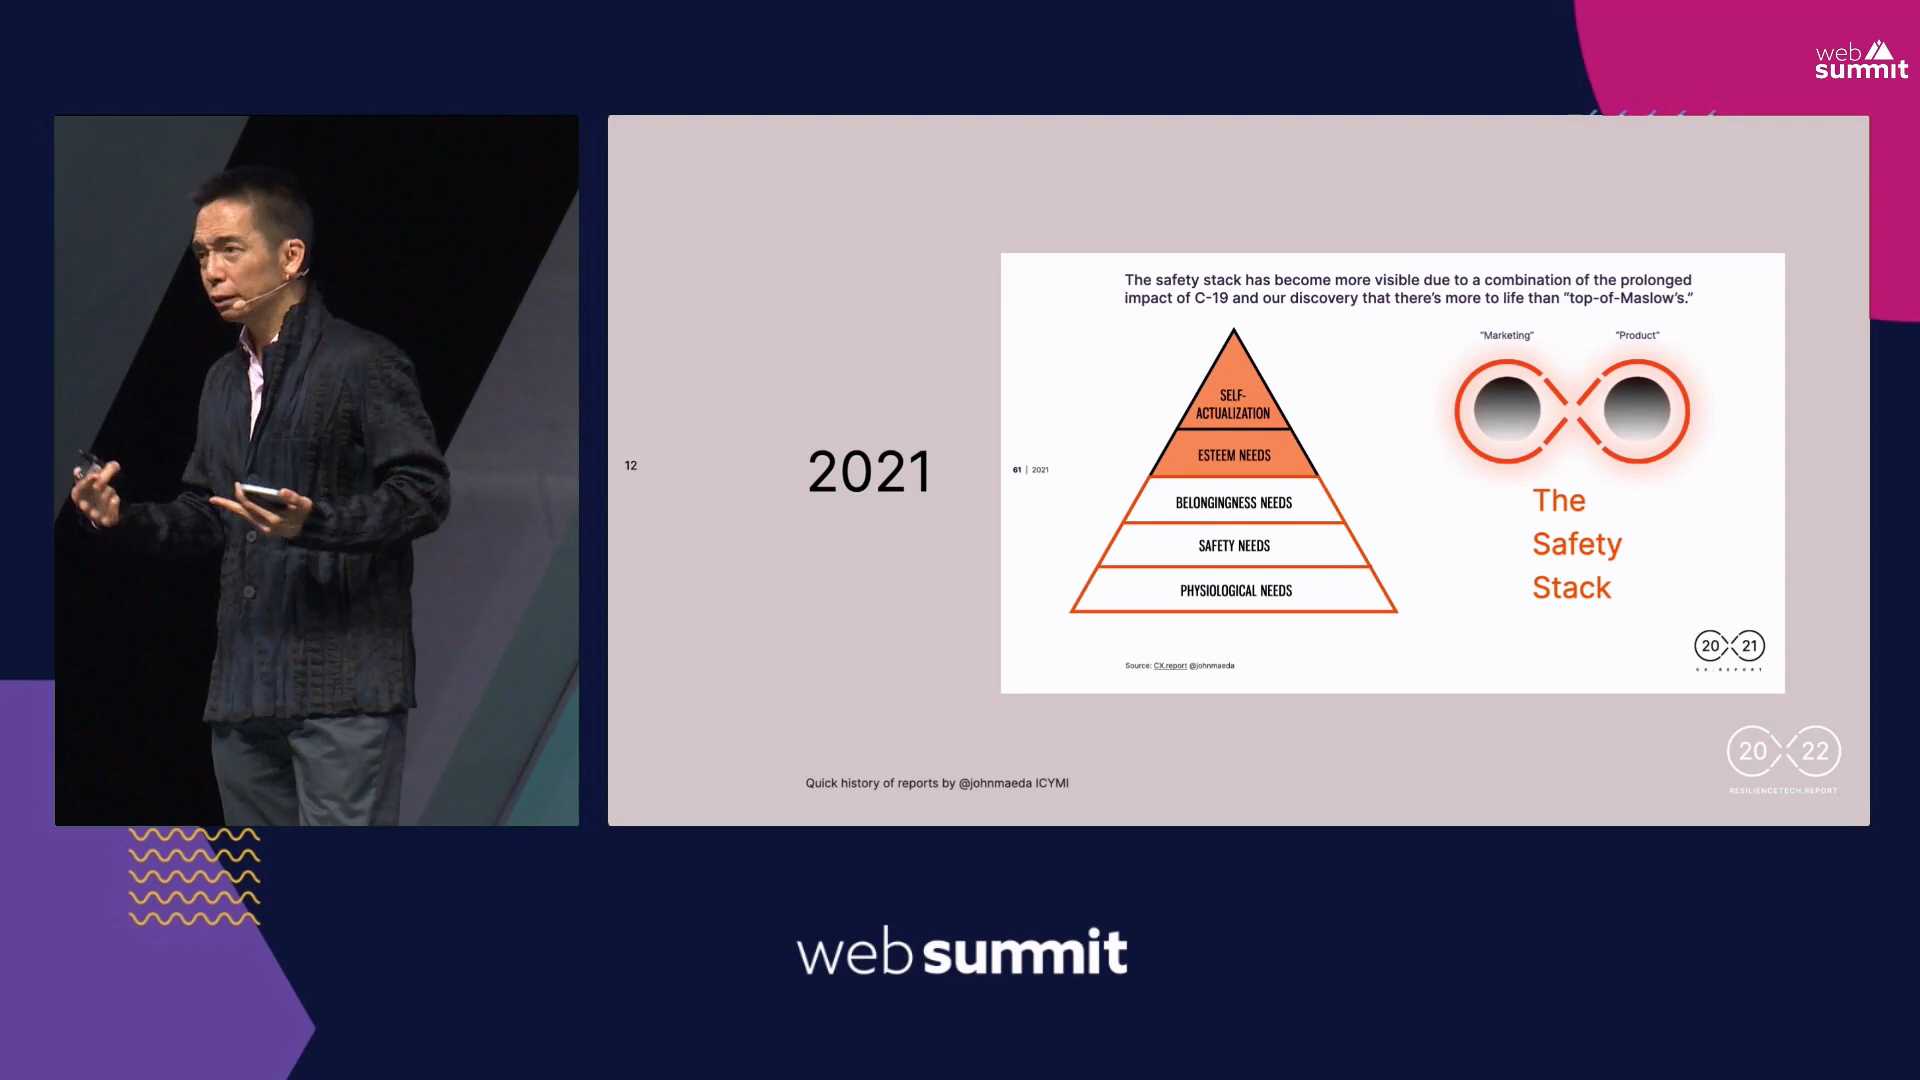 web
summit
12
2021
The safety stack has become more visible due to a combination of the prolonged
impact of C-19 and our discovery that there's more to life than “top-of-Maslow's.”
61 | 2021
SELF-
ACTUALIZATION
ESTEEM NEEDS
BELONGINGNESS NEEDS
SAFETY NEEDS
PHYSIOLOGICAL NEEDS
“Marketing” “Product”
The
Safety
Stack
Source: CX.report @johnmaeda
20 21
CX.REPORT
Quick history of reports by @johnmaeda ICYMI
20 22
RESILIENCETECH.REPORT
web summit